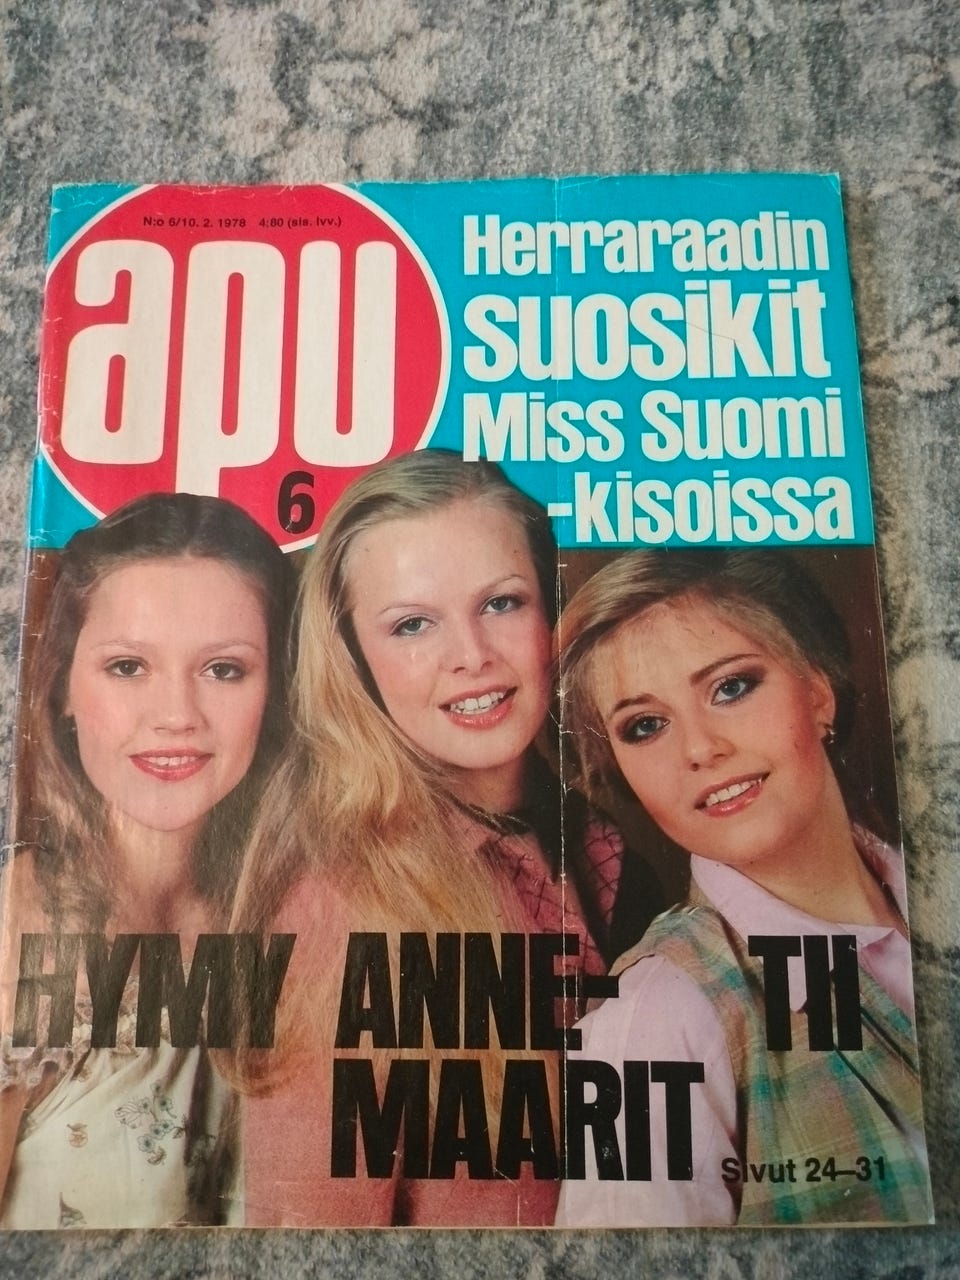 N:o 6/10. 2. 1978 4:80 (sis. lvv.)
apu
6
Herraraadin
suosikit
Miss Suomi
-kisoissa
HYMY ANNE- TII
MAARIT
Sivut 24–31